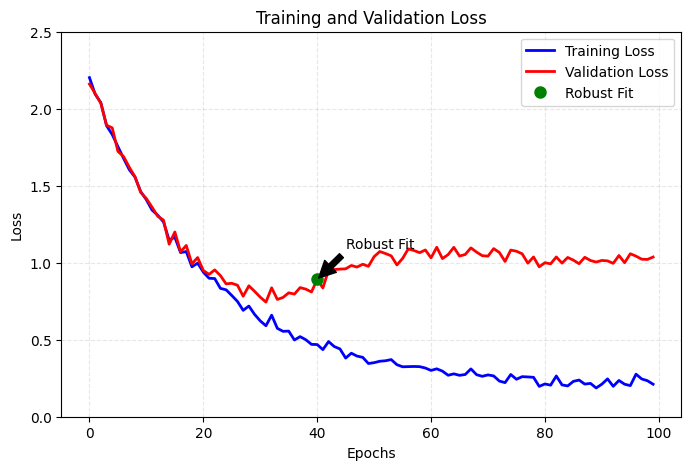 Training and Validation Loss
2.5
2.0
1.5
1.0
0.5
0.0
Loss
Training Loss
Validation Loss
Robust Fit
Robust Fit
0 20 40 60 80 100
Epochs